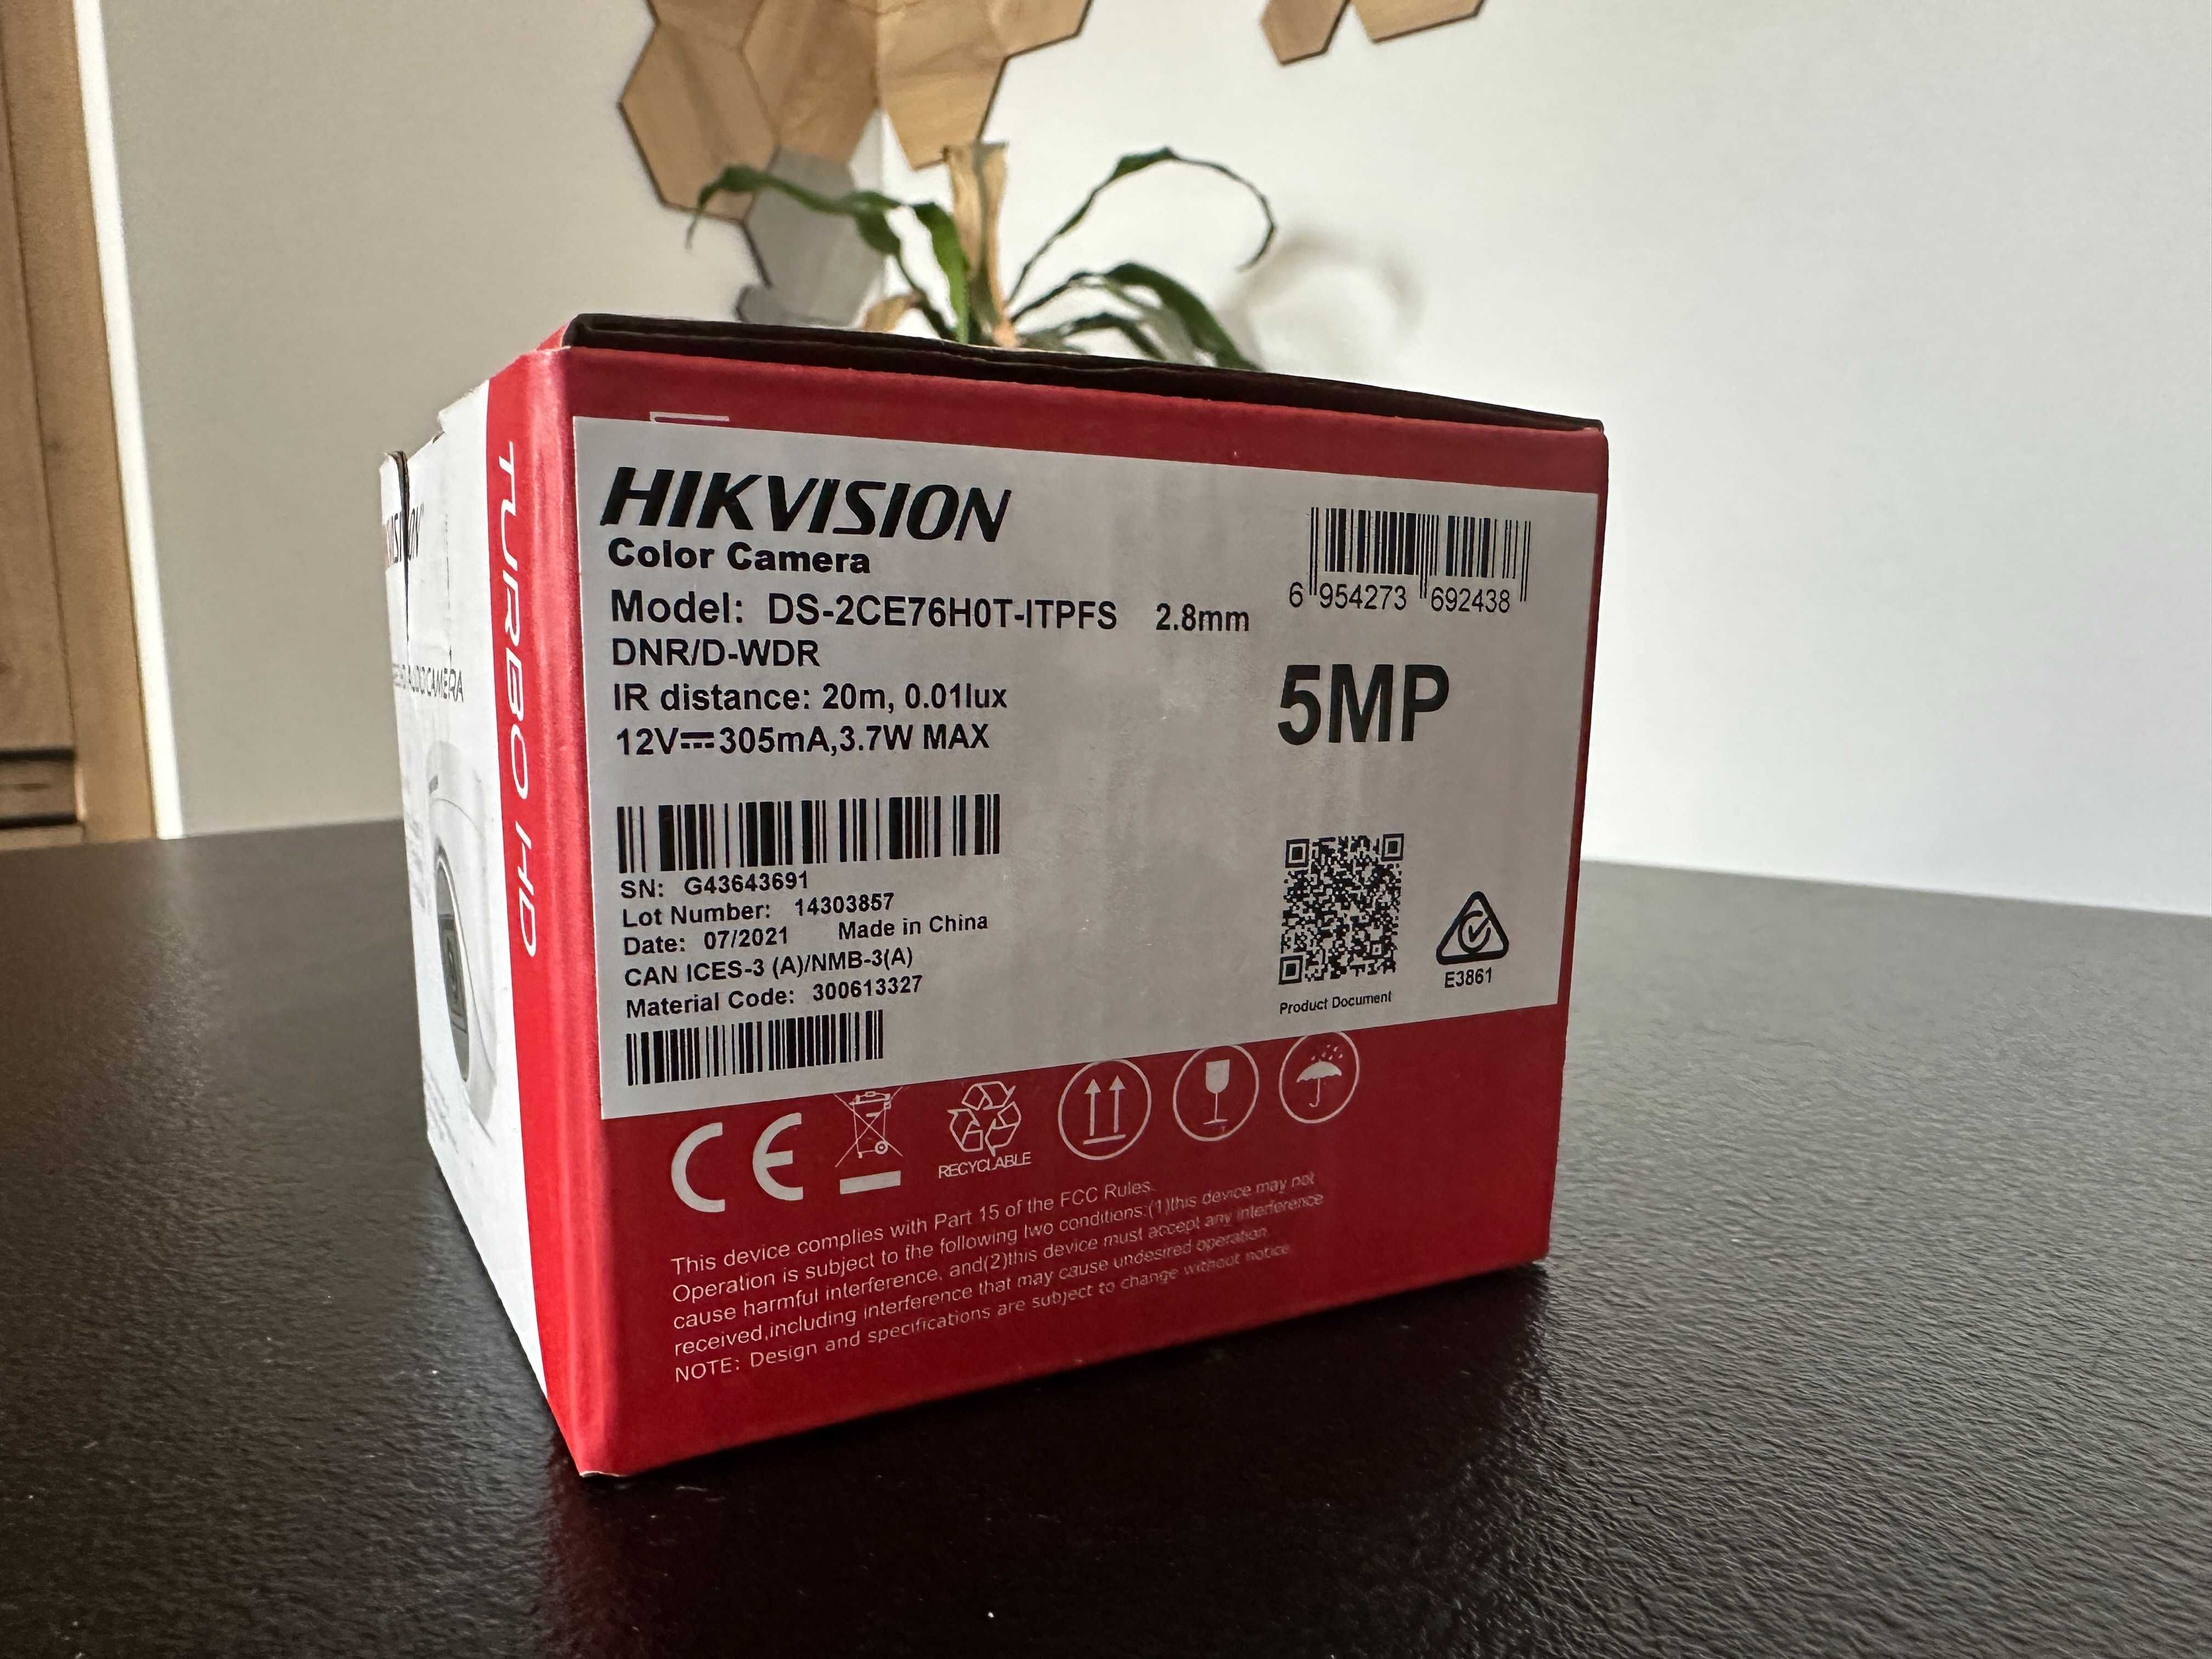 TURBO HD
HIKVISION
Color Camera
Model: DS-2CE76H0T-ITPFS 2.8mm
DNR/D-WDR
IR distance: 20m, 0.01lux
12V⎓305mA,3.7W MAX
6 954273 692438
5MP
SN: G43643691
Lot Number: 14303857
Date: 07/2021 Made in China
CAN ICES-3 (A)/NMB-3(A)
Material Code: 300613327
Product Document
E3861
CE
RECYCLABLE
This device complies with Part 15 of the FCC Rules.
Operation is subject to the following two conditions:(1)this device may not
cause harmful interference, and(2)this device must accept any interference
received,including interference that may cause undesired operation.
NOTE: Design and specifications are subject to change without notice.